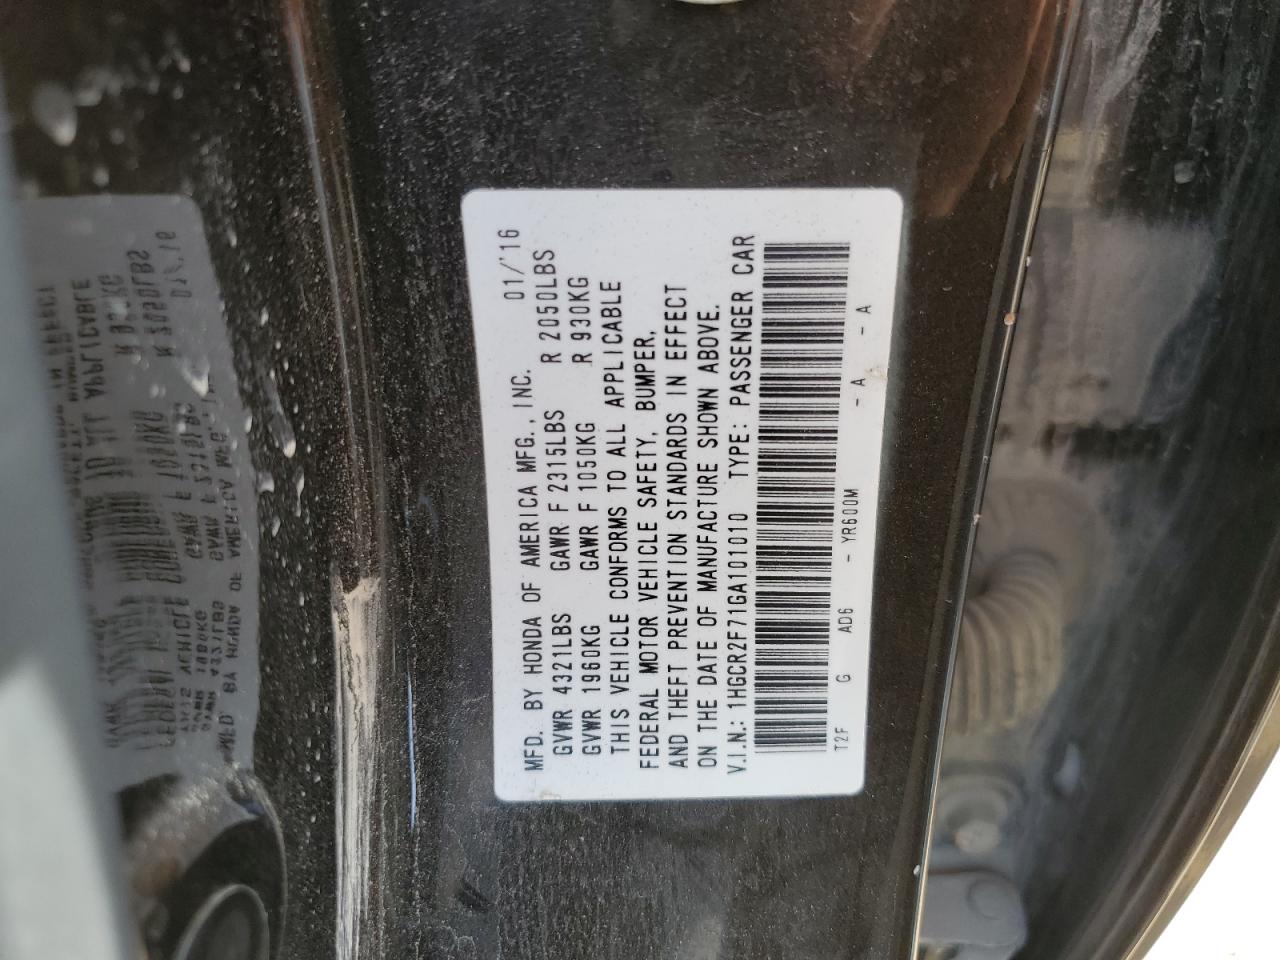 MFD. BY HONDA OF AMERICA MFG., INC. 01/'16
GVWR 4321LBS GAWR F 2315LBS R 2050LBS
GVWR 1960KG GAWR F 1050KG R 930KG
THIS VEHICLE CONFORMS TO ALL APPLICABLE
FEDERAL MOTOR VEHICLE SAFETY, BUMPER,
AND THEFT PREVENTION STANDARDS IN EFFECT
ON THE DATE OF MANUFACTURE SHOWN ABOVE.
V.I.N.: 1HGCR2F71GA101010 TYPE: PASSENGER CAR
T2F G AD6 - YR600M - A - A